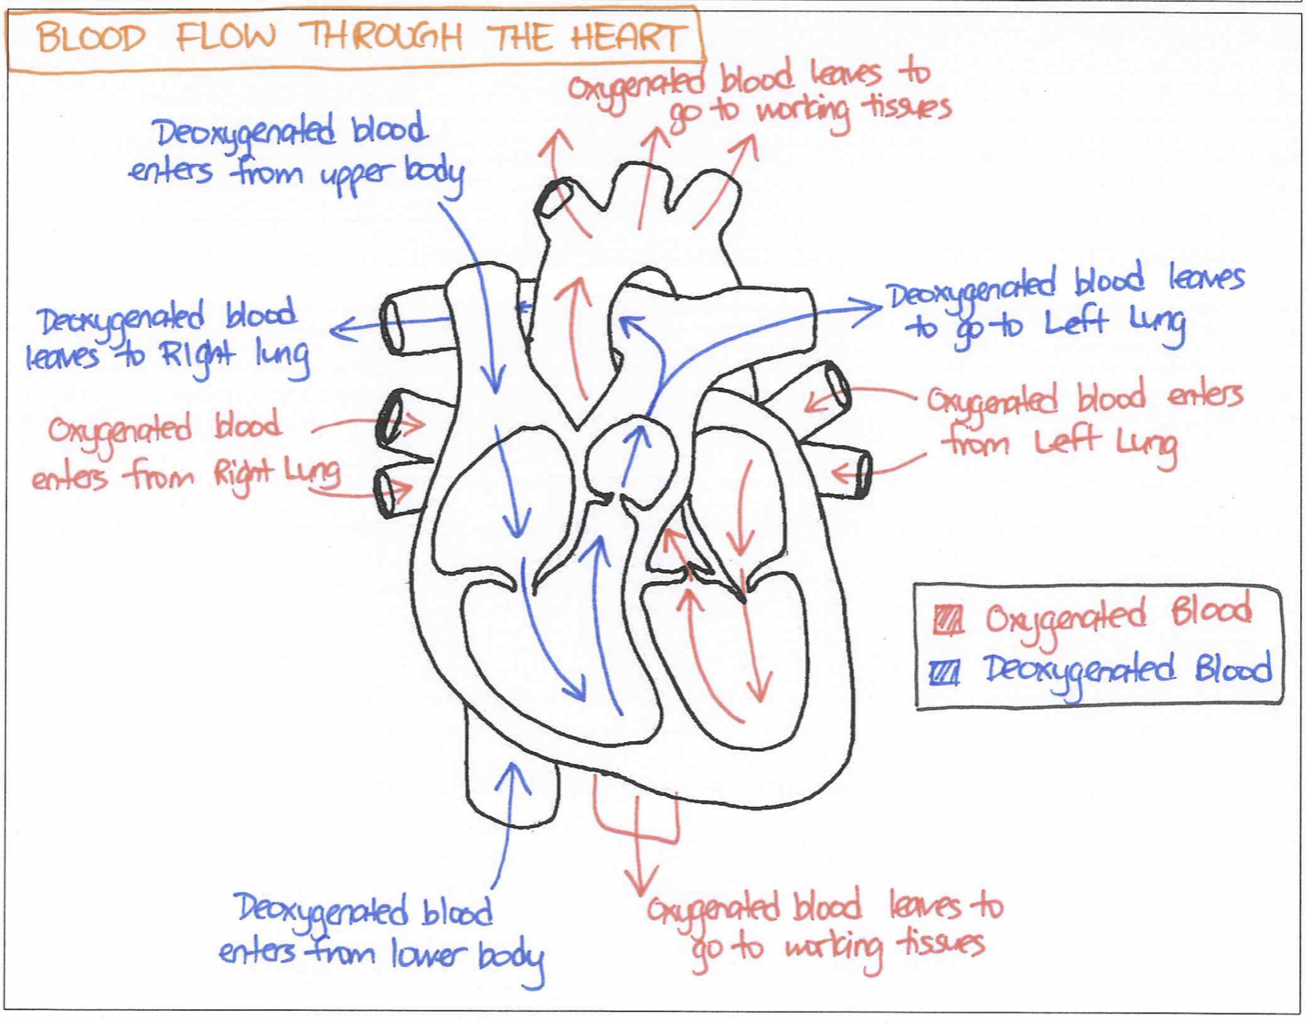 BLOOD FLOW THROUGH THE HEART
Oxygenated blood leaves to
go to working tissues
Deoxygenated blood
enters from upper body
Deoxygenated blood leaves
to go to Left Lung
Deoxygenated blood
leaves to Right lung
Oxygenated blood enters
from Left Lung
Oxygenated blood
enters from Right Lung
Oxygenated Blood
Deoxygenated Blood
Deoxygenated blood
enters from lower body
Oxygenated blood leaves to
go to working tissues